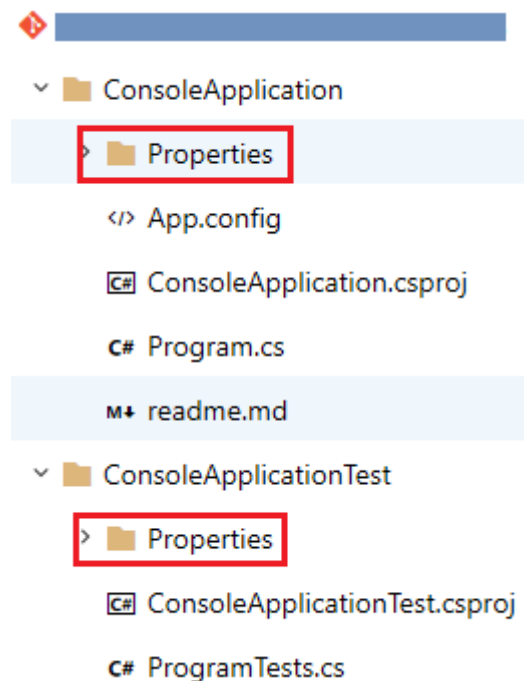 ConsoleApplication
Properties
App.config
C# ConsoleApplication.csproj
C# Program.cs
M↓ readme.md
ConsoleApplicationTest
Properties
C# ConsoleApplicationTest.csproj
C# ProgramTests.cs